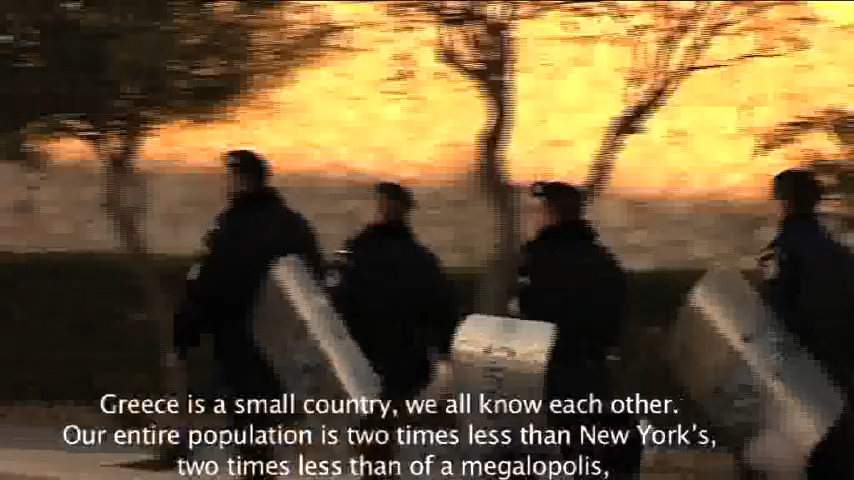 Greece is a small country, we all know each other.
Our entire population is two times less than New York's,
two times less than of a megalopolis,